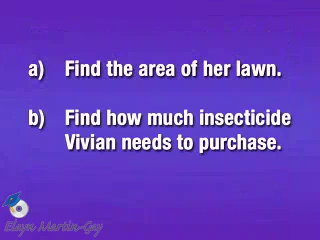 a) Find the area of her lawn.
b) Find how much insecticide
Vivian needs to purchase.
Elayn Martin-Gay